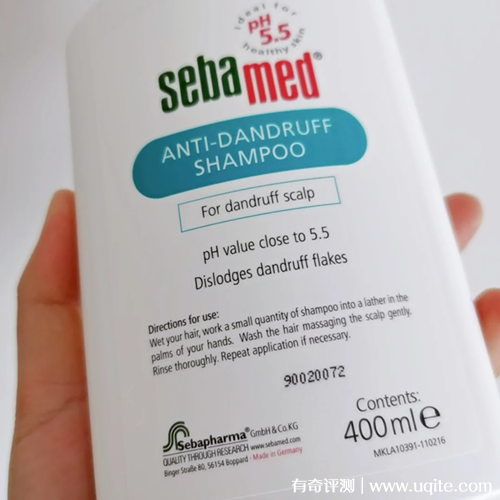 ideal for
pH
5.5
healthy skin
sebamed®
ANTI-DANDRUFF
SHAMPOO
For dandruff scalp
pH value close to 5.5
Dislodges dandruff flakes
Directions for use:
Wet your hair, work a small quantity of shampoo into a lather in the
palms of your hands. Wash the hair massaging the scalp gently.
Rinse thoroughly. Repeat application if necessary.
90020072
Sebapharma® GmbH & Co.KG
QUALITY THROUGH RESEARCH www.sebamed.com
Binger Straße 80, 56154 Boppard · Made in Germany
Contents:
400ml℮
MKLA10391-110216
有奇评测 | www.uqite.com